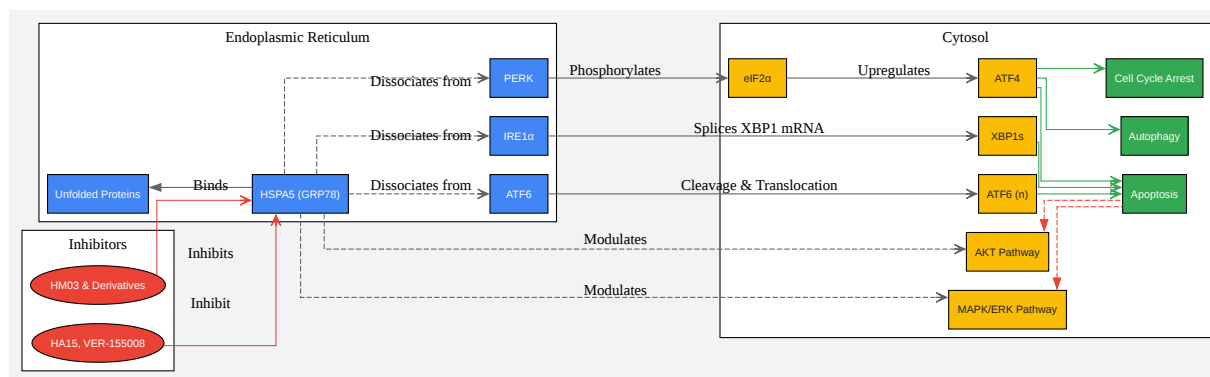 Endoplasmic Reticulum
Cytosol
Dissociates from
PERK
Phosphorylates
eIF2α
Upregulates
ATF4
Cell Cycle Arrest
Dissociates from
IRE1α
Splices XBP1 mRNA
XBP1s
Autophagy
Unfolded Proteins
Binds
HSPA5 (GRP78)
Dissociates from
ATF6
Cleavage & Translocation
ATF6 (n)
Apoptosis
Inhibitors
Inhibits
Modulates
AKT Pathway
HM03 & Derivatives
Inhibit
Modulates
MAPK/ERK Pathway
HA15, VER-155008